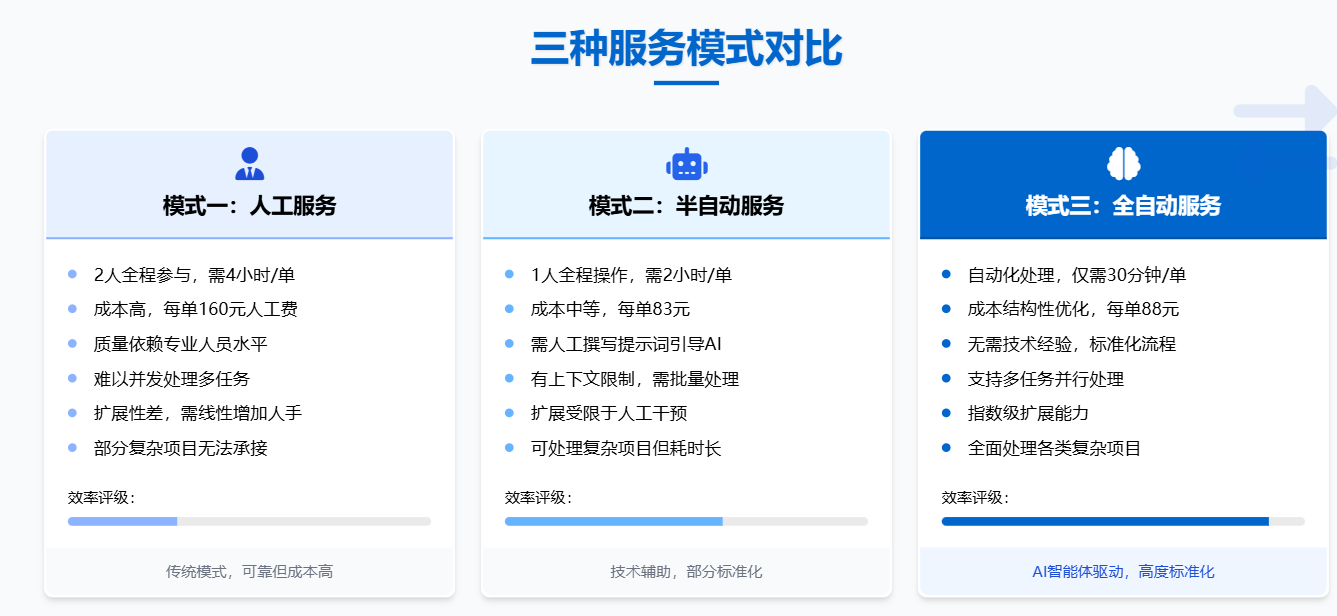 三种服务模式对比
模式一：人工服务
2人全程参与，需4小时/单
成本高，每单160元人工费
质量依赖专业人员水平
难以并发处理多任务
扩展性差，需线性增加人手
部分复杂项目无法承接
效率评级：
传统模式，可靠但成本高
模式二：半自动服务
1人全程操作，需2小时/单
成本中等，每单83元
需人工撰写提示词引导AI
有上下文限制，需批量处理
扩展受限于人工干预
可处理复杂项目但耗时长
效率评级：
技术辅助，部分标准化
模式三：全自动服务
自动化处理，仅需30分钟/单
成本结构性优化，每单88元
无需技术经验，标准化流程
支持多任务并行处理
指数级扩展能力
全面处理各类复杂项目
效率评级：
AI智能体驱动，高度标准化